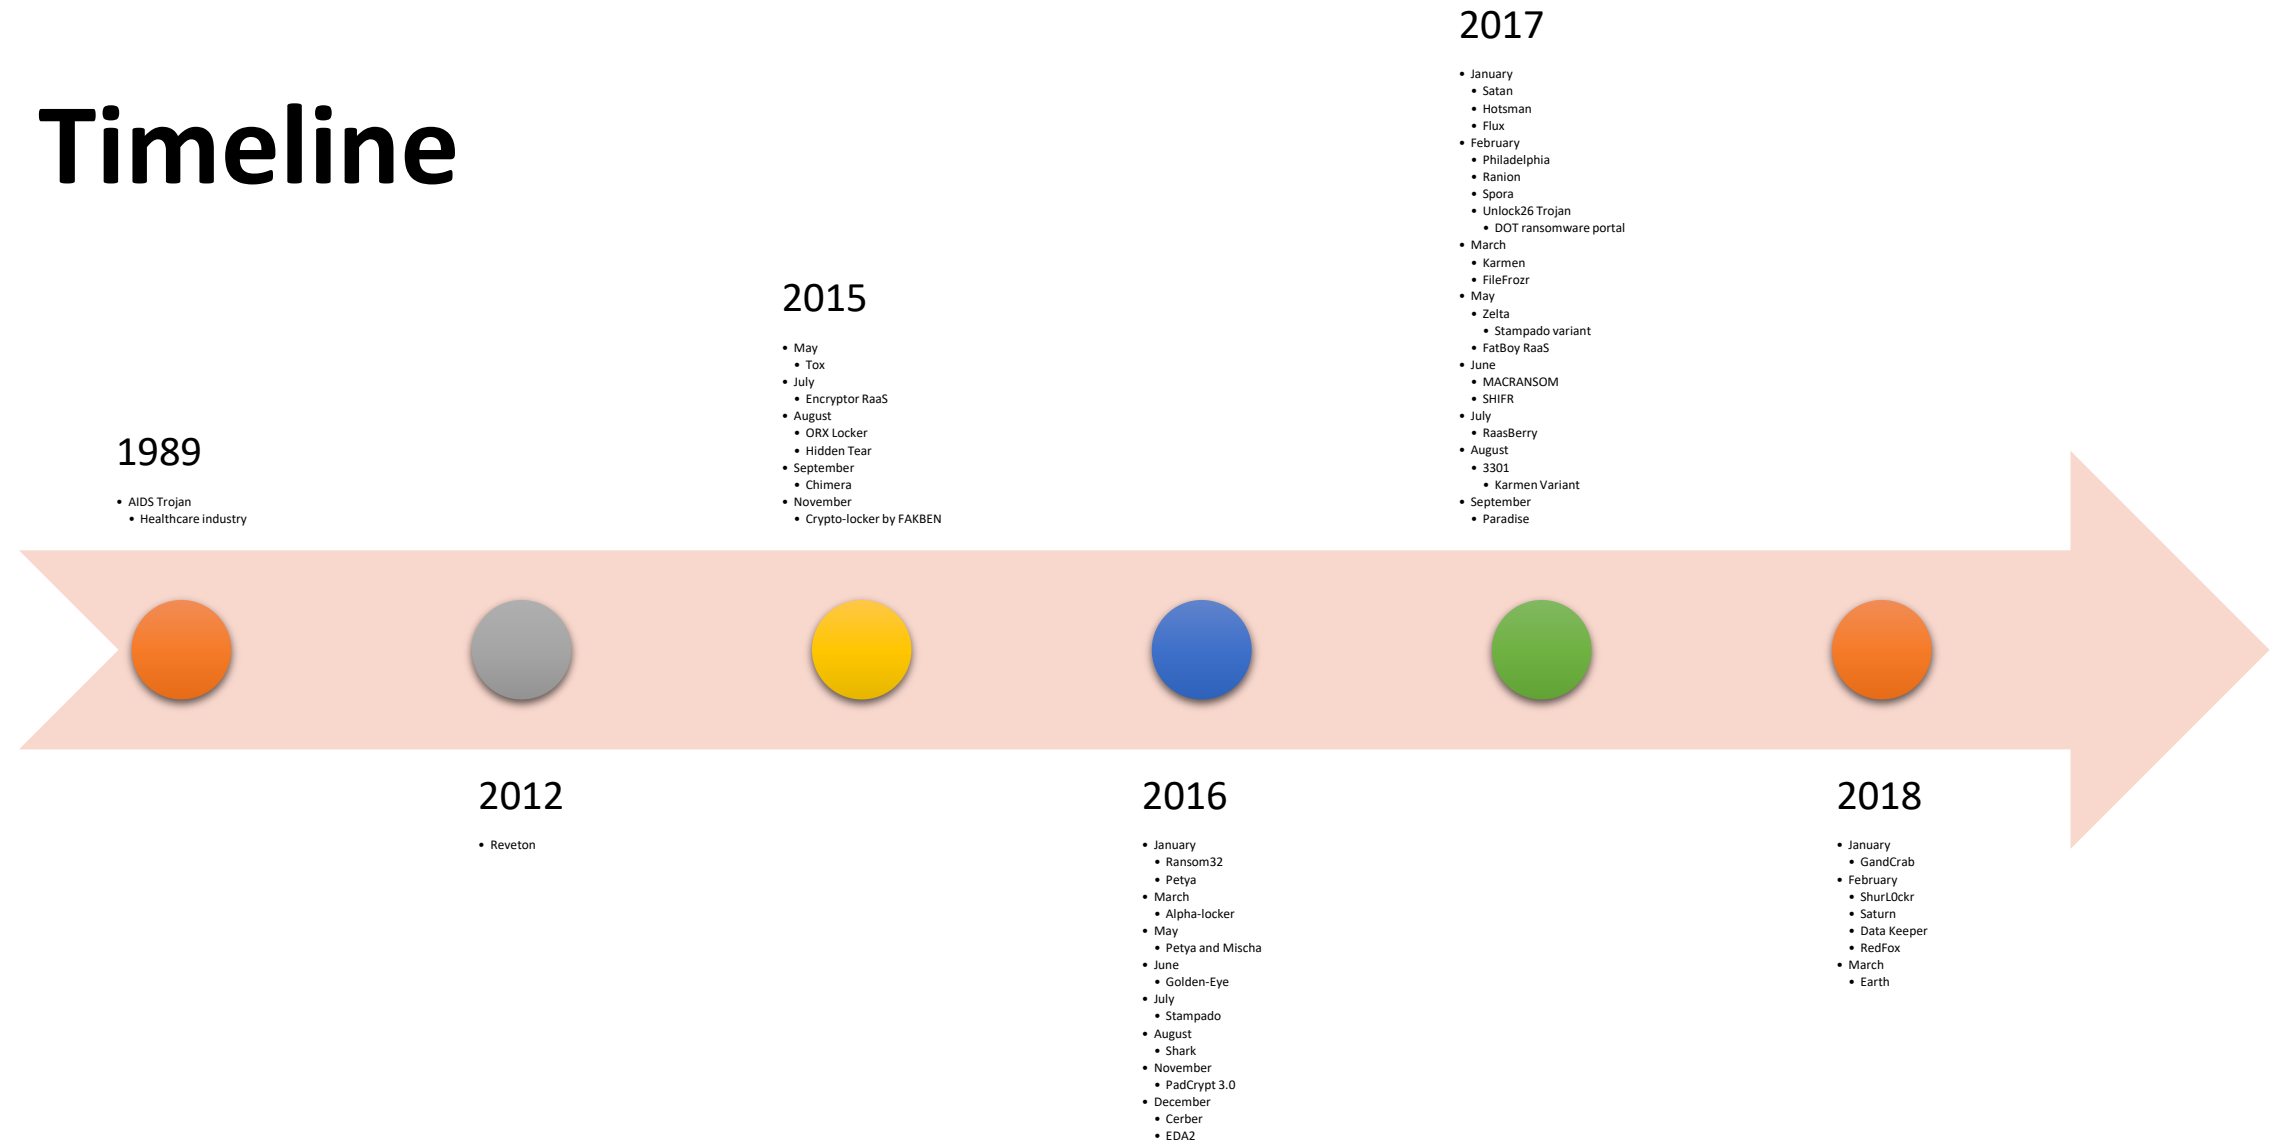 Timeline
1989
• AIDS Trojan
• Healthcare industry
2012
• Reveton
2015
• May
• Tox
• July
• Encryptor RaaS
• August
• ORX Locker
• Hidden Tear
• September
• Chimera
• November
• Crypto-locker by FAKBEN
2016
• January
• Ransom32
• Petya
• March
• Alpha-locker
• May
• Petya and Mischa
• June
• Golden-Eye
• July
• Stampado
• August
• Shark
• November
• PadCrypt 3.0
• December
• Cerber
• EDA2
2017
• January
• Satan
• Hotsman
• Flux
• February
• Philadelphia
• Ranion
• Spora
• Unlock26 Trojan
• DOT ransomware portal
• March
• Karmen
• FileFrozr
• May
• Zelta
• Stampado variant
• FatBoy RaaS
• June
• MACRANSOM
• SHIFR
• July
• RaasBerry
• August
• 3301
• Karmen Variant
• September
• Paradise
2018
• January
• GandCrab
• February
• ShurL0ckr
• Saturn
• Data Keeper
• RedFox
• March
• Earth